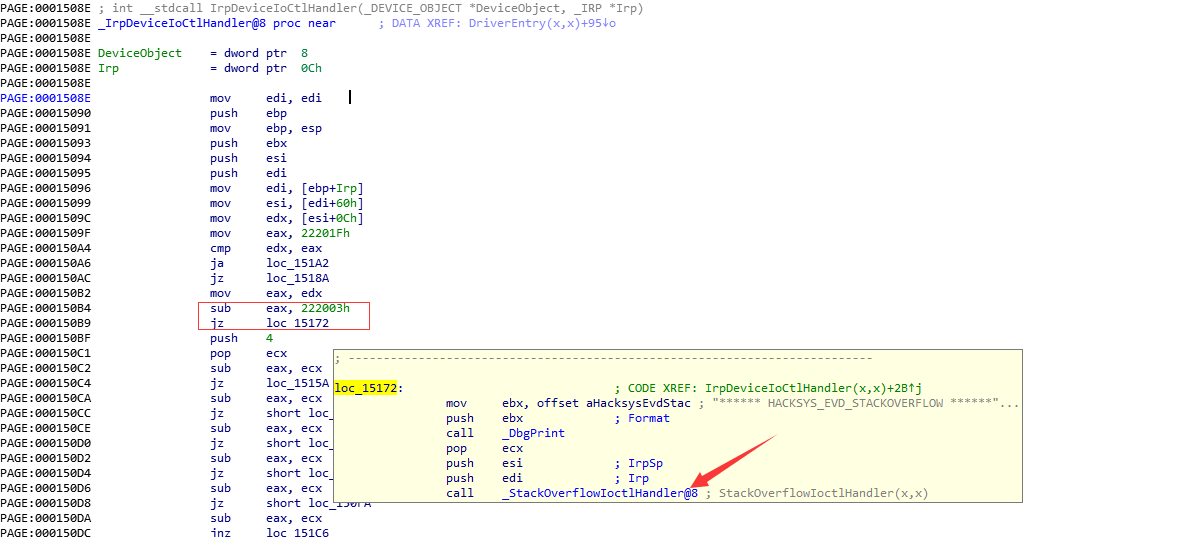 PAGE:0001508E ; int __stdcall IrpDeviceIoCtlHandler(_DEVICE_OBJECT *DeviceObject, _IRP *Irp)
PAGE:0001508E _IrpDeviceIoCtlHandler@8 proc near ; DATA XREF: DriverEntry(x,x)+95↓o
PAGE:0001508E
PAGE:0001508E DeviceObject = dword ptr 8
PAGE:0001508E Irp = dword ptr 0Ch
PAGE:0001508E
PAGE:0001508E mov edi, edi
PAGE:00015090 push ebp
PAGE:00015091 mov ebp, esp
PAGE:00015093 push ebx
PAGE:00015094 push esi
PAGE:00015095 push edi
PAGE:00015096 mov edi, [ebp+Irp]
PAGE:00015099 mov esi, [edi+60h]
PAGE:0001509C mov edx, [esi+0Ch]
PAGE:0001509F mov eax, 22201Fh
PAGE:000150A4 cmp edx, eax
PAGE:000150A6 ja loc_151A2
PAGE:000150AC jz loc_1518A
PAGE:000150B2 mov eax, edx
PAGE:000150B4 sub eax, 222003h
PAGE:000150B9 jz loc_15172
PAGE:000150BF push 4
PAGE:000150C1 pop ecx
PAGE:000150C2 sub eax, ecx
PAGE:000150C4 jz loc_1515A
PAGE:000150CA sub eax, ecx
PAGE:000150CC jz short loc_
PAGE:000150CE sub eax, ecx
PAGE:000150D0 jz short loc_
PAGE:000150D2 sub eax, ecx
PAGE:000150D4 jz short loc_
PAGE:000150D6 sub eax, ecx
PAGE:000150D8 jz short loc_150FA
PAGE:000150DA sub eax, ecx
PAGE:000150DC jnz loc_151C6
; ---------------------------------------------------------------------------
loc_15172: ; CODE XREF: IrpDeviceIoCtlHandler(x,x)+2B↑j
mov ebx, offset aHacksysEvdStac ; "****** HACKSYS_EVD_STACKOVERFLOW ******"...
push ebx ; Format
call _DbgPrint
pop ecx
push esi ; IrpSp
push edi ; Irp
call _StackOverflowIoctlHandler@8 ; StackOverflowIoctlHandler(x,x)